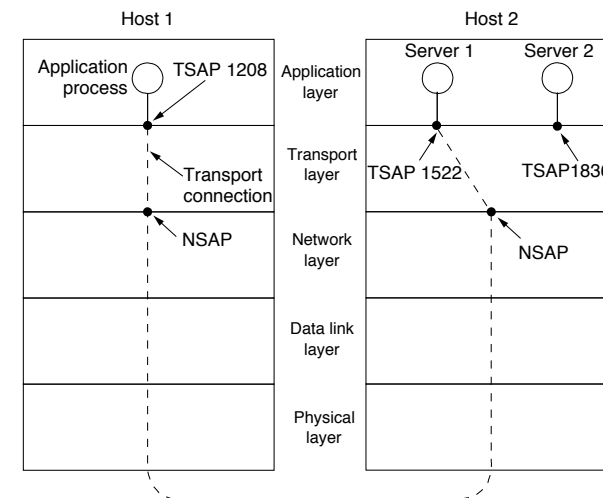 Host 1
Host 2
Application
process
TSAP 1208
Application
layer
Server 1
Server 2
Transport
connection
Transport
layer
TSAP 1522
TSAP1836
NSAP
Network
layer
NSAP
Data link
layer
Physical
layer